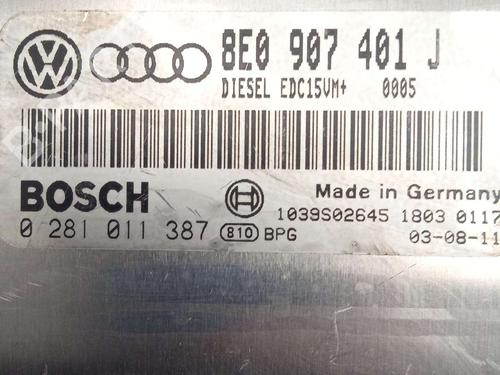 8E0 907 401 J
DIESEL EDC15VM+ 0005
BOSCH
Made in Germany
1039S02645 1803 0117
0 281 011 387 810 BPG
03-08-11